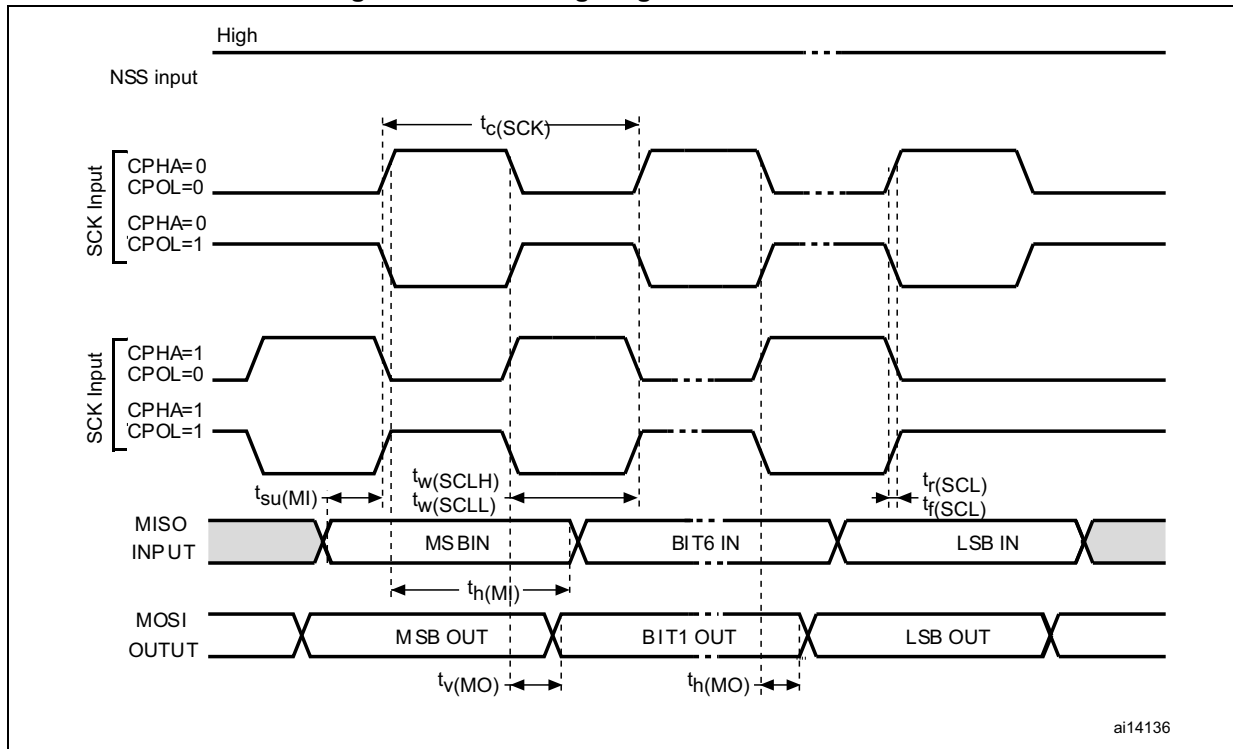 High
NSS input
tc(SCK)
SCK Input
CPHA=0
CPOL=0
CPHA=0
CPOL=1
SCK Input
CPHA=1
CPOL=0
CPHA=1
CPOL=1
tsu(MI)
tw(SCLH)
tw(SCLL)
tr(SCL)
tf(SCL)
MISO
INPUT
MSBIN
BIT6 IN
LSB IN
th(MI)
MOSI
OUTUT
MSB OUT
BIT1 OUT
LSB OUT
tv(MO)
th(MO)
ai14136